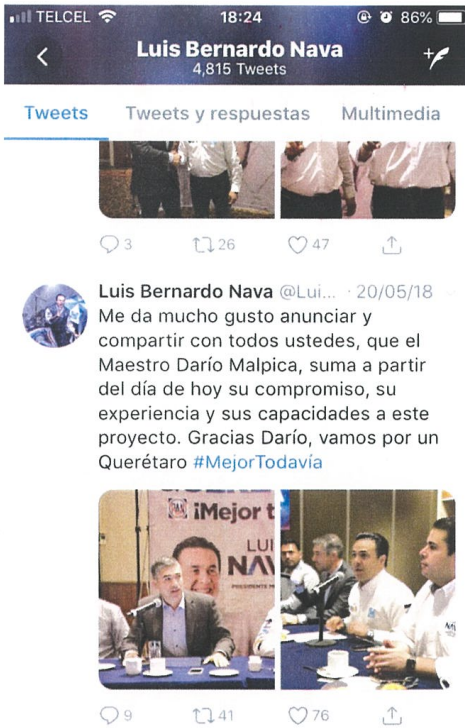 TELCEL 18:24 86%
Luis Bernardo Nava
4,815 Tweets
Tweets Tweets y respuestas Multimedia
3 26 47
Luis Bernardo Nava @Lui... · 20/05/18
Me da mucho gusto anunciar y
compartir con todos ustedes, que el
Maestro Darío Malpica, suma a partir
del día de hoy su compromiso, su
experiencia y sus capacidades a este
proyecto. Gracias Darío, vamos por un
Querétaro #MejorTodavía
PAN ¡Mejor t
LUI
NAV
PRESIDENTE M
9 41 76